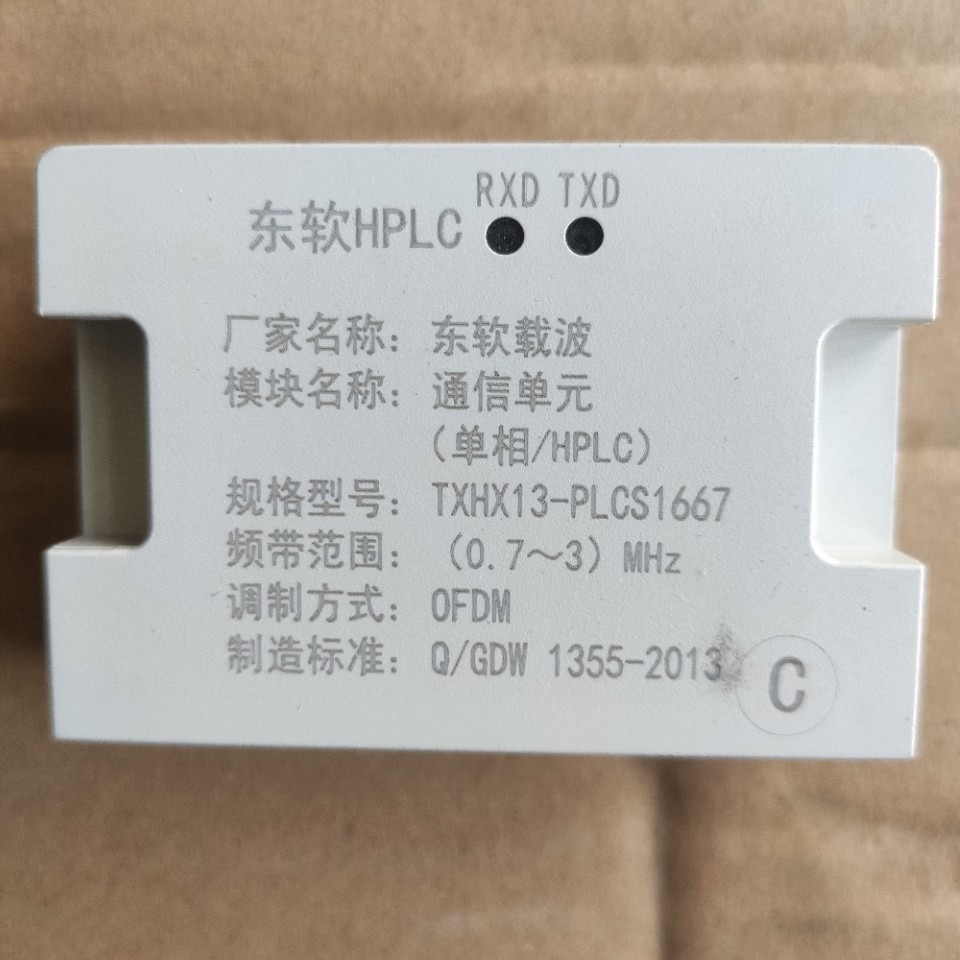 RXD TXD
东软HPLC
厂家名称：东软载波
模块名称：通信单元
（单相/HPLC）
规格型号：TXHX13-PLCS1667
频带范围：（0.7～3）MHz
调制方式：OFDM
制造标准：Q/GDW 1355-2013
C